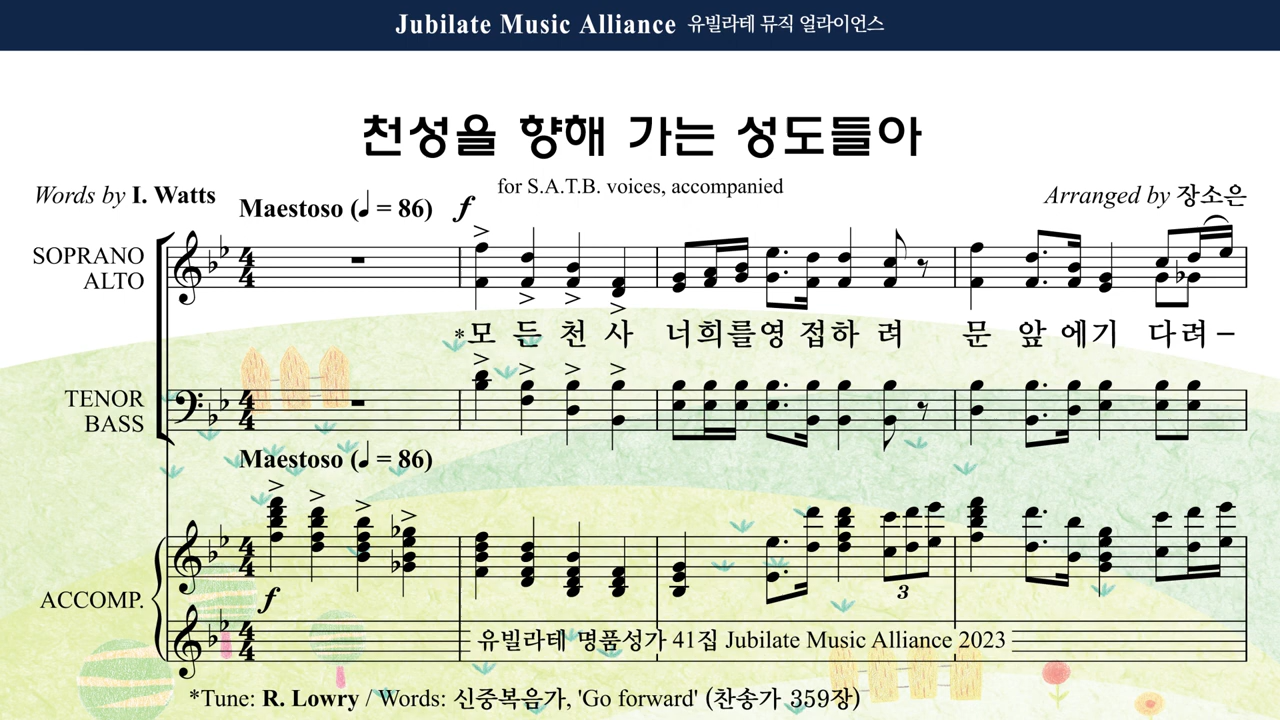 Jubilate Music Alliance 유빌라테 뮤직 얼라이언스
천성을 향해 가는 성도들아
for S.A.T.B. voices, accompanied
Words by I. Watts
Arranged by 장소은
Maestoso (♩ = 86) f
SOPRANO
ALTO
*모 든 천 사 너희를영 접하 려 문 앞 에기 다려–
TENOR
BASS
Maestoso (♩ = 86)
f
3
ACCOMP.
유빌라테 명품성가 41집 Jubilate Music Alliance 2023
*Tune: R. Lowry / Words: 신중복음가, 'Go forward' (찬송가 359장)